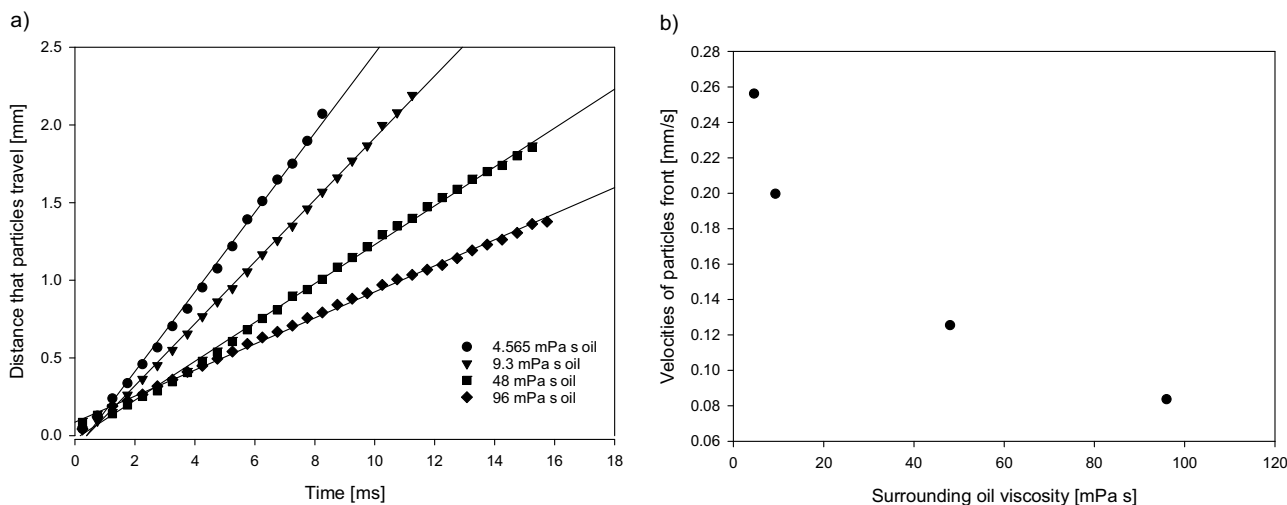 a)
Distance that particles travel [mm]
2.5
2.0
1.5
1.0
0.5
0.0
4.565 mPa s oil
9.3 mPa s oil
48 mPa s oil
96 mPa s oil
0 2 4 6 8 10 12 14 16 18
Time [ms]
b)
Velocities of particles front [mm/s]
0.28
0.26
0.24
0.22
0.20
0.18
0.16
0.14
0.12
0.10
0.08
0.06
0 20 40 60 80 100 120
Surrounding oil viscosity [mPa s]